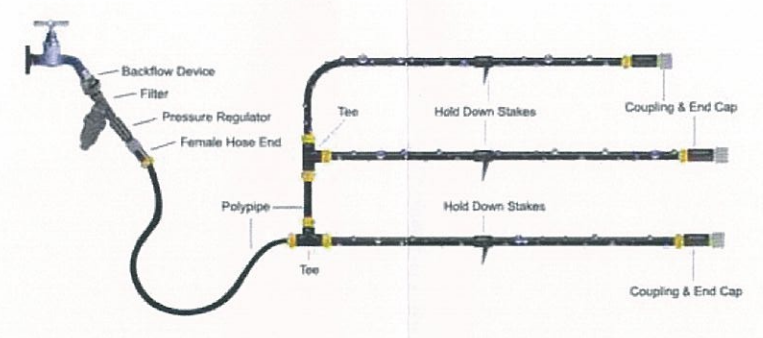 Backflow Device
Filter
Pressure Regulator
Female Hose End
Tee
Hold Down Stakes
Coupling & End Cap
Polypipe
Hold Down Stakes
Tee
Coupling & End Cap